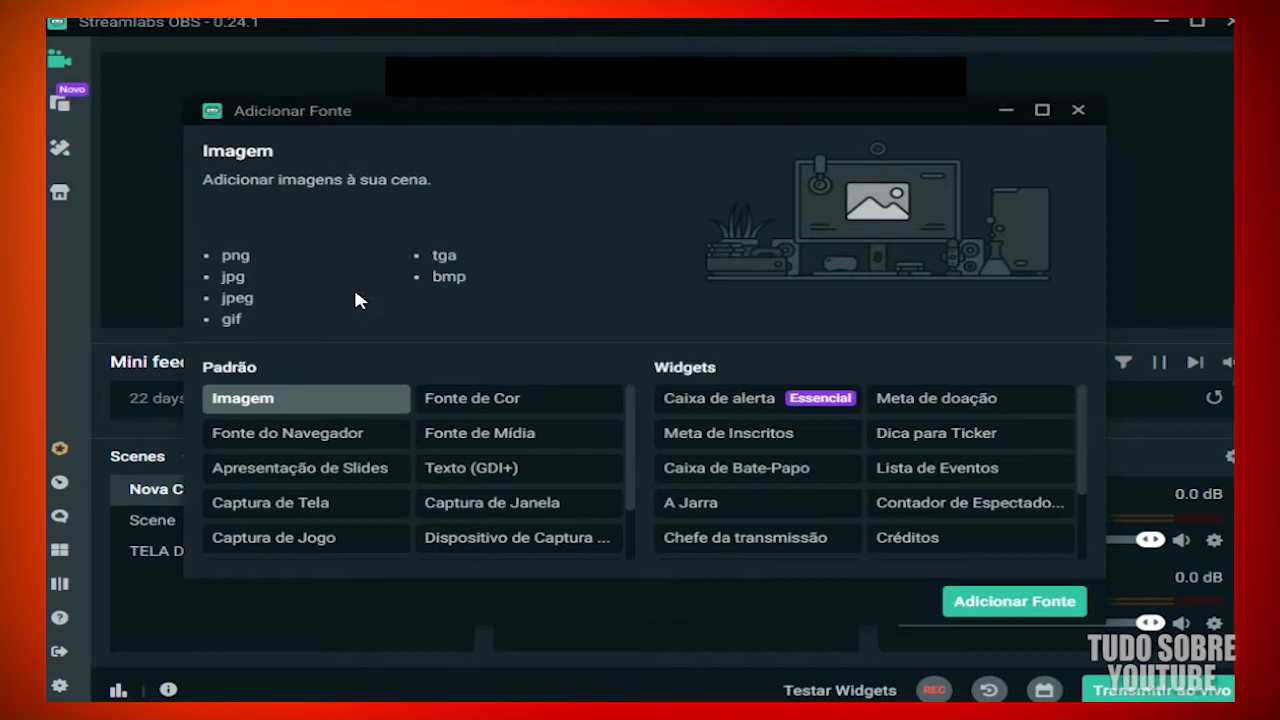 Streamlabs OBS - 0.24.1
Novo
Adicionar Fonte
Imagem
Adicionar imagens à sua cena.
png
jpg
jpeg
gif
tga
bmp
Mini feed
22 days
Scenes
Nova C
Scene
TELA D
Padrão
Imagem
Fonte de Cor
Fonte do Navegador
Fonte de Mídia
Apresentação de Slides
Texto (GDI+)
Captura de Tela
Captura de Janela
Captura de Jogo
Dispositivo de Captura ...
Widgets
Caixa de alerta Essencial
Meta de doação
Meta de Inscritos
Dica para Ticker
Caixa de Bate-Papo
Lista de Eventos
A Jarra
Contador de Espectado...
Chefe da transmissão
Créditos
Adicionar Fonte
0.0 dB
0.0 dB
Testar Widgets
REC
Transmitir ao vivo
TUDO SOBRE
YOUTUBE